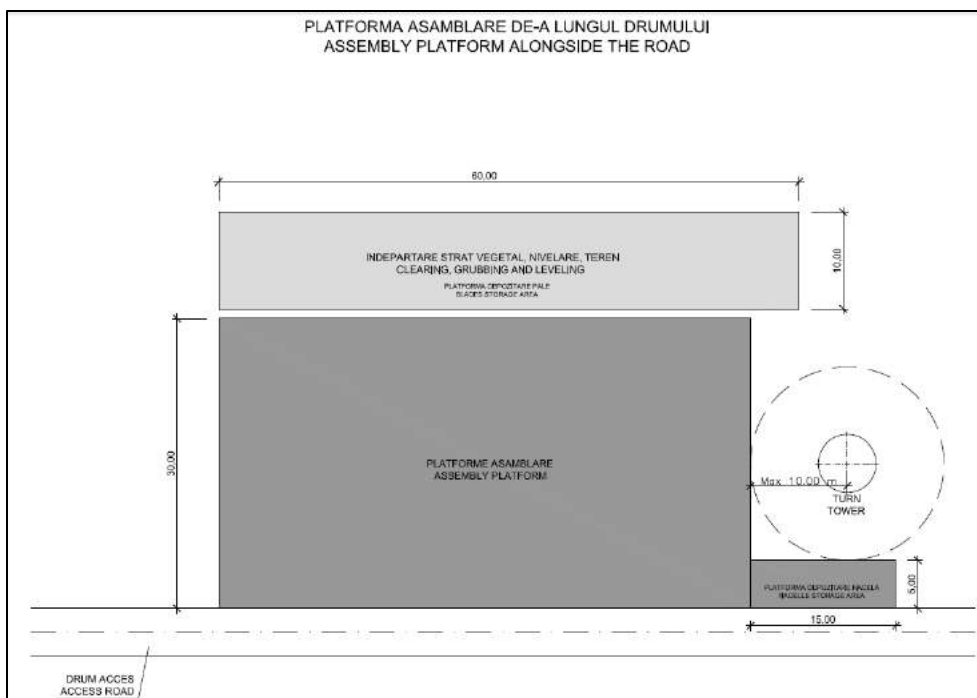 PLATFORMA ASAMBLARE DE-A LUNGUL DRUMULUI
ASSEMBLY PLATFORM ALONGSIDE THE ROAD
60,00
INDEPARTARE STRAT VEGETAL, NIVELARE, TEREN
CLEARING, GRUBBING AND LEVELING
PLATFORMA DEPOZITARE PALE
BLADES STORAGE AREA
10,00
30,00
PLATFORME ASAMBLARE
ASSEMBLY PLATFORM
Max 10.00 m
TURN
TOWER
PLATFORMA DEPOZITARE NACELA
NACELLE STORAGE AREA
5,00
15,00
DRUM ACCES
ACCESS ROAD